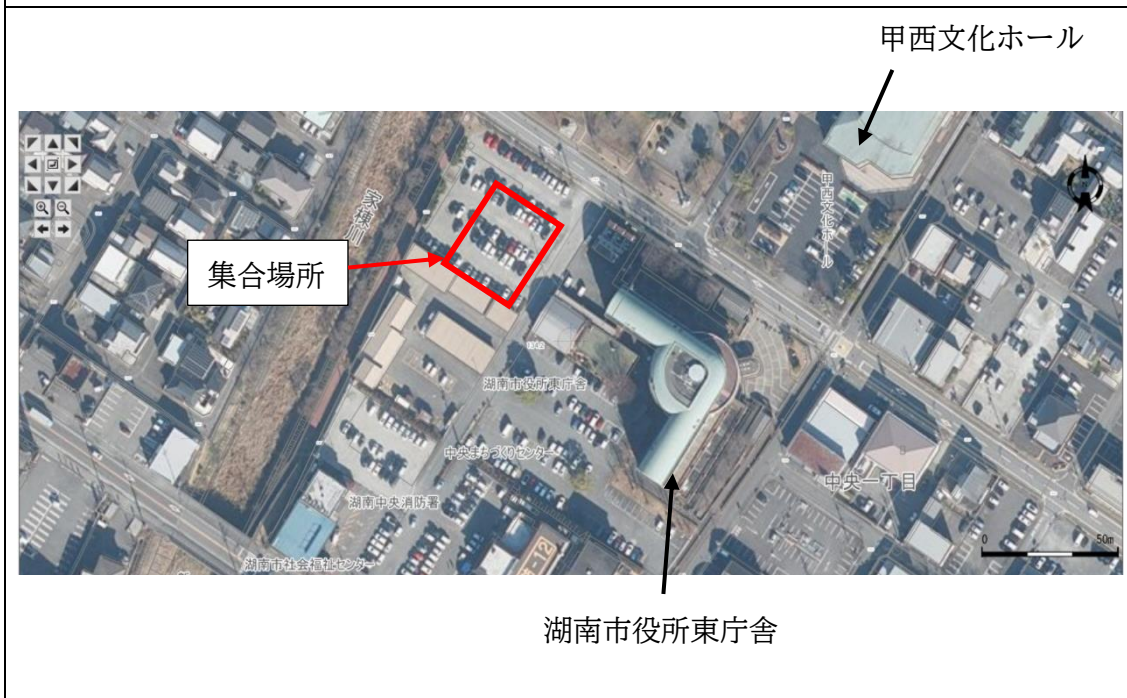 甲西文化ホール
家棟川
甲西文化ホール
集合場所
湖南市役所東庁舎
中央まちづくりセンター
中央一丁目
湖南中央消防署
湖南市社会福祉センター
0 50m
湖南市役所東庁舎